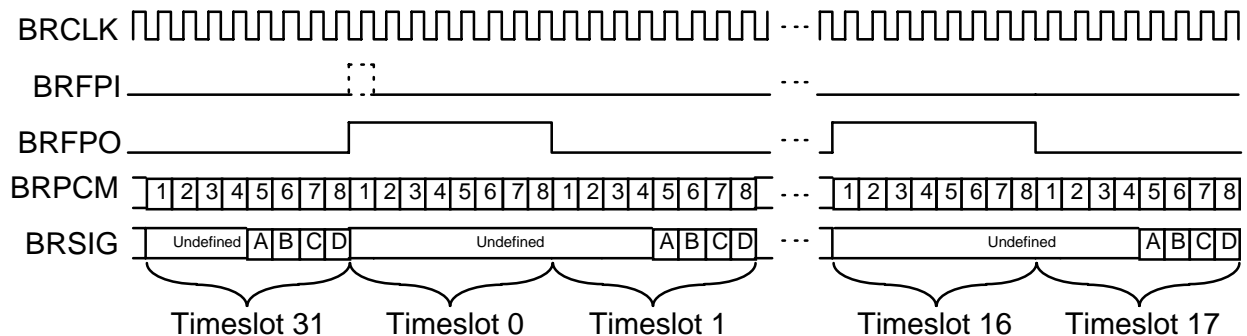 BRCLK ...
BRFPI ...
BRFPO ...
BRPCM 1 2 3 4 5 6 7 8 1 2 3 4 5 6 7 8 1 2 3 4 5 6 7 8 ... 1 2 3 4 5 6 7 8 1 2 3 4 5 6 7 8
BRSIG Undefined A B C D Undefined A B C D ... Undefined A B C D
Timeslot 31 Timeslot 0 Timeslot 1 Timeslot 16 Timeslot 17